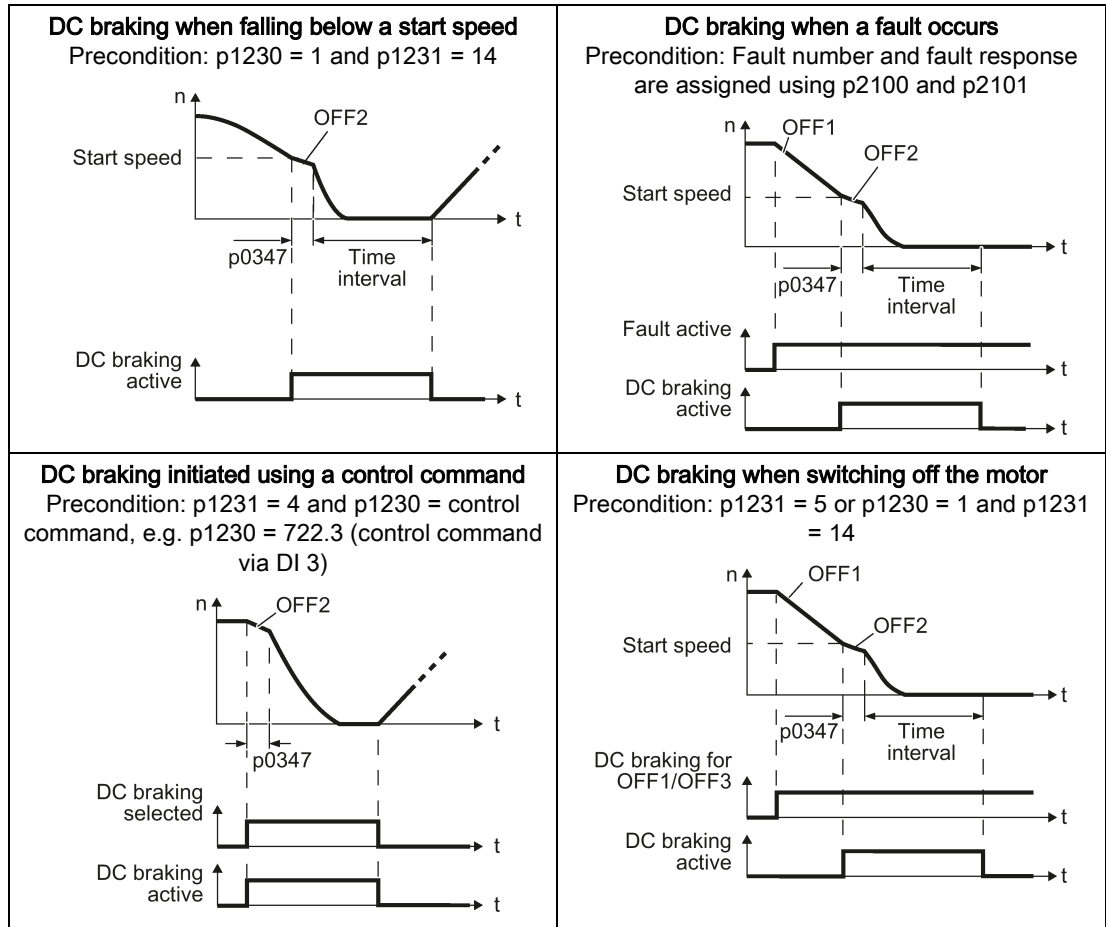 DC braking when falling below a start speed
Precondition: p1230 = 1 and p1231 = 14
n
OFF2
Start speed
t
p0347
Time
interval
DC braking
active
t
DC braking when a fault occurs
Precondition: Fault number and fault response
are assigned using p2100 and p2101
n
OFF1
OFF2
Start speed
t
p0347
Time
interval
Fault active
t
DC braking
active
t
DC braking initiated using a control command
Precondition: p1231 = 4 and p1230 = control
command, e.g. p1230 = 722.3 (control command
via DI 3)
n
OFF2
t
p0347
DC braking
selected
t
DC braking
active
t
DC braking when switching off the motor
Precondition: p1231 = 5 or p1230 = 1 and p1231
= 14
n
OFF1
OFF2
Start speed
t
p0347
Time
interval
DC braking for
OFF1/OFF3
t
DC braking
active
t